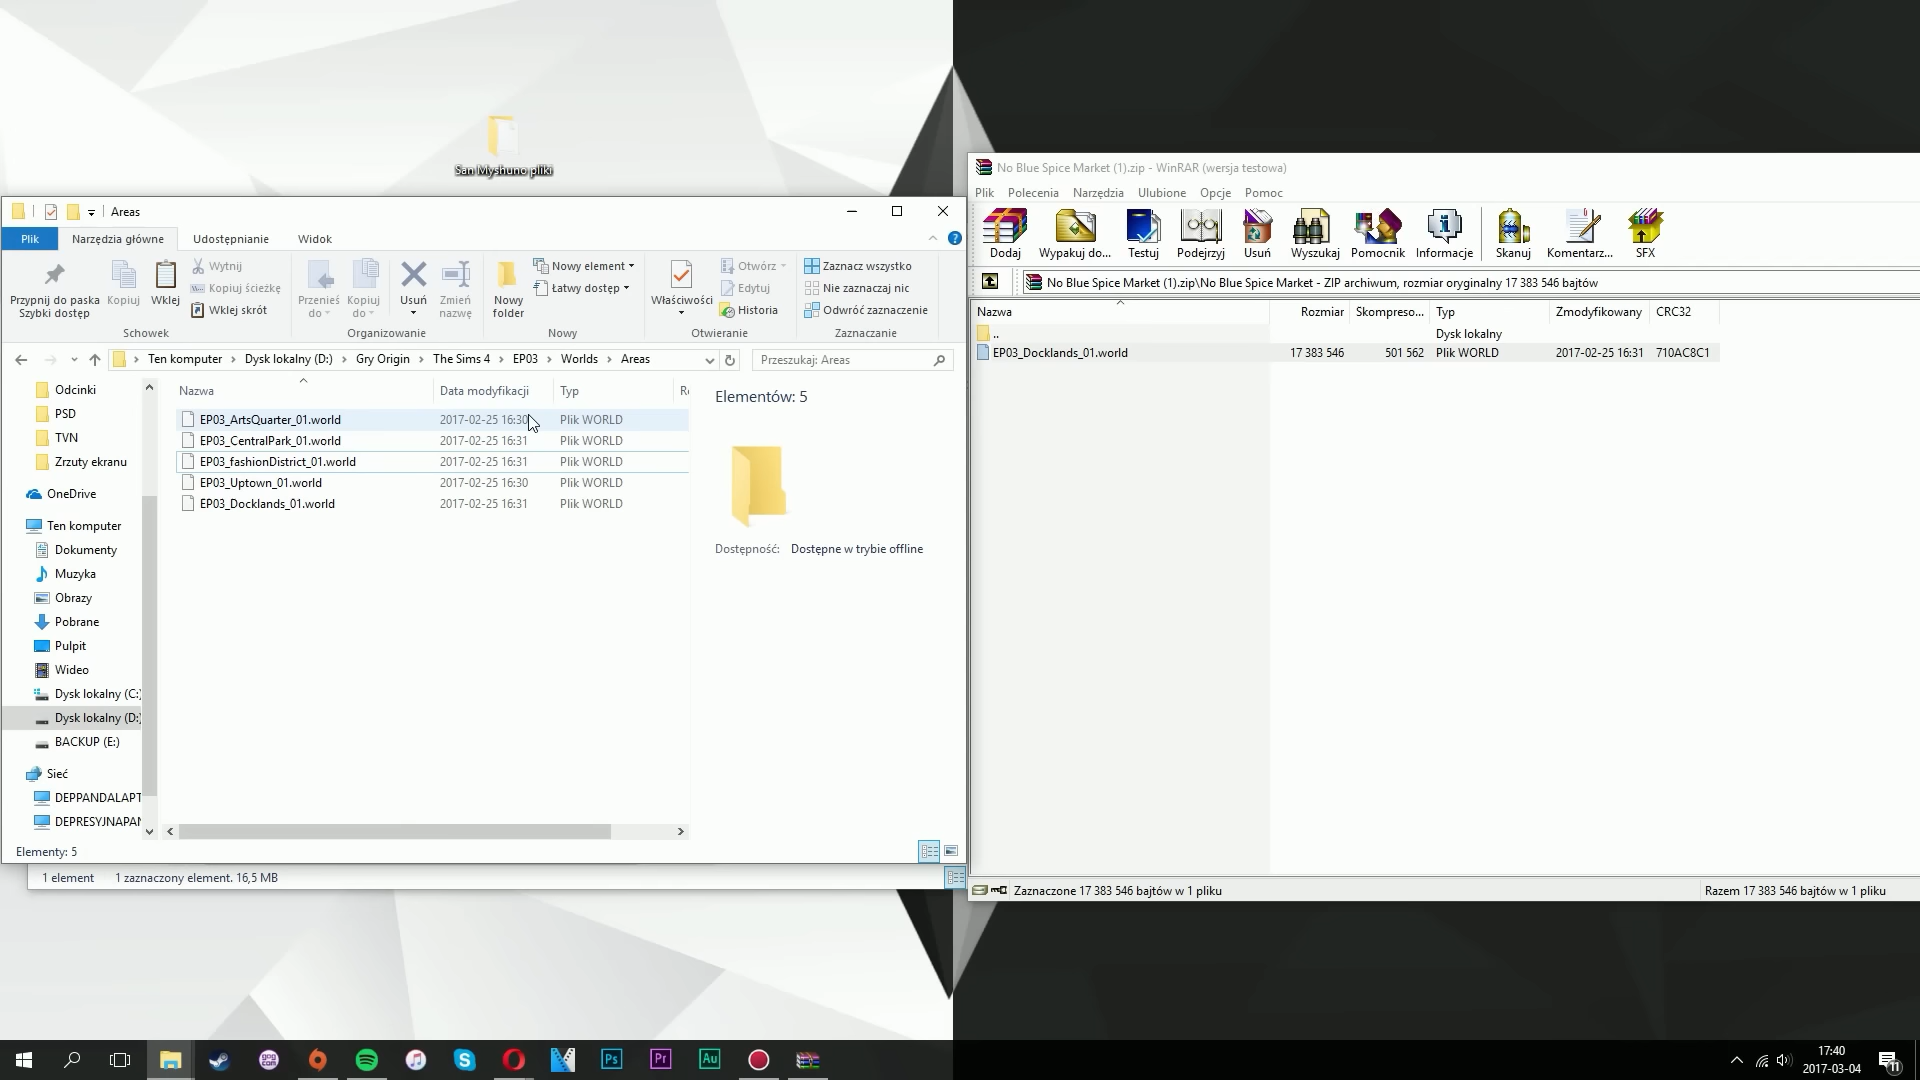 San Myshuno pliki
Areas
Plik
Narzędzia główne
Udostępnianie
Widok
Przypnij do paska
Szybki dostęp
Kopiuj
Wklej
Wytnij
Kopiuj ścieżkę
Wklej skrót
Schowek
Przenieś
do
Kopiuj
do
Usuń
Zmień
nazwę
Organizowanie
Nowy
folder
Nowy element
Łatwy dostęp
Nowy
Właściwości
Otwórz
Edytuj
Historia
Otwieranie
Zaznacz wszystko
Nie zaznaczaj nic
Odwróć zaznaczenie
Zaznaczanie
Ten komputer > Dysk lokalny (D:) > Gry Origin > The Sims 4 > EP03 > Worlds > Areas
Przeszukaj: Areas
Odcinki
PSD
TVN
Zrzuty ekranu
OneDrive
Ten komputer
Dokumenty
Muzyka
Obrazy
Pobrane
Pulpit
Wideo
Dysk lokalny (C:
Dysk lokalny (D:)
BACKUP (E:)
Sieć
DEPPANDALAPT
DEPRESYJNAPAN
Nazwa Data modyfikacji Typ
EP03_ArtsQuarter_01.world 2017-02-25 16:30 Plik WORLD
EP03_CentralPark_01.world 2017-02-25 16:31 Plik WORLD
EP03_fashionDistrict_01.world 2017-02-25 16:31 Plik WORLD
EP03_Uptown_01.world 2017-02-25 16:30 Plik WORLD
EP03_Docklands_01.world 2017-02-25 16:31 Plik WORLD
Elementów: 5
Dostępność: Dostępne w trybie offline
Elementy: 5
1 element 1 zaznaczony element. 16,5 MB
No Blue Spice Market (1).zip - WinRAR (wersja testowa)
Plik Polecenia Narzędzia Ulubione Opcje Pomoc
Dodaj Wypakuj do... Testuj Podejrzyj Usuń Wyszukaj Pomocnik Informacje Skanuj Komentarz... SFX
No Blue Spice Market (1).zip\No Blue Spice Market - ZIP archiwum, rozmiar oryginalny 17 383 546 bajtów
Nazwa Rozmiar Skompreso... Typ Zmodyfikowany CRC32
.. Dysk lokalny
EP03_Docklands_01.world 17 383 546 501 562 Plik WORLD 2017-02-25 16:31 710AC8C1
Zaznaczone 17 383 546 bajtów w 1 pliku
Razem 17 383 546 bajtów w 1 pliku
Ps
Pr
Au
17:40
2017-03-04
11